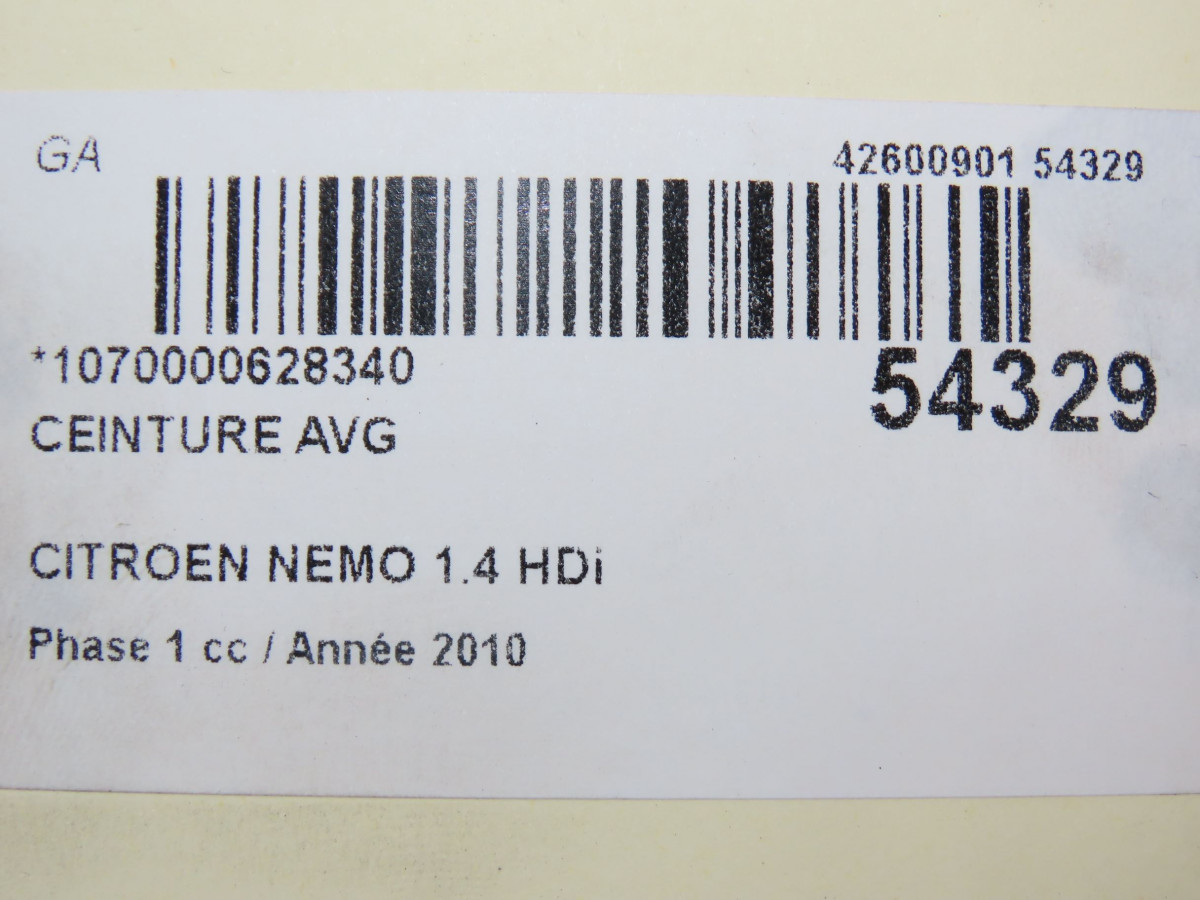 GA
42600901 54329
*1070000628340
54329
CEINTURE AVG
CITROEN NEMO 1.4 HDi
Phase 1 cc / Année 2010